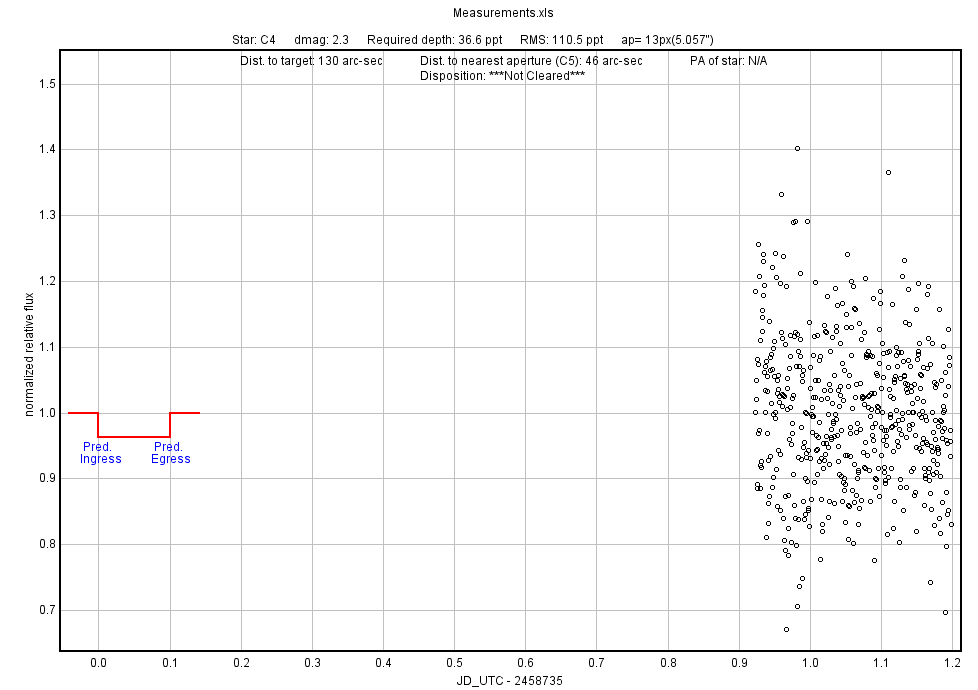 Measurements.xls
Star: C4 dmag: 2.3 Required depth: 36.6 ppt RMS: 110.5 ppt ap= 13px(5.057")
Dist. to target: 130 arc-sec Dist. to nearest aperture (C5): 46 arc-sec PA of star: N/A
Disposition: ***Not Cleared***
1.5
1.4
1.3
1.2
1.1
1.0
0.9
0.8
0.7
normalized relative flux
Pred. Ingress
Pred. Egress
0.0 0.1 0.2 0.3 0.4 0.5 0.6 0.7 0.8 0.9 1.0 1.1 1.2
JD_UTC - 2458735